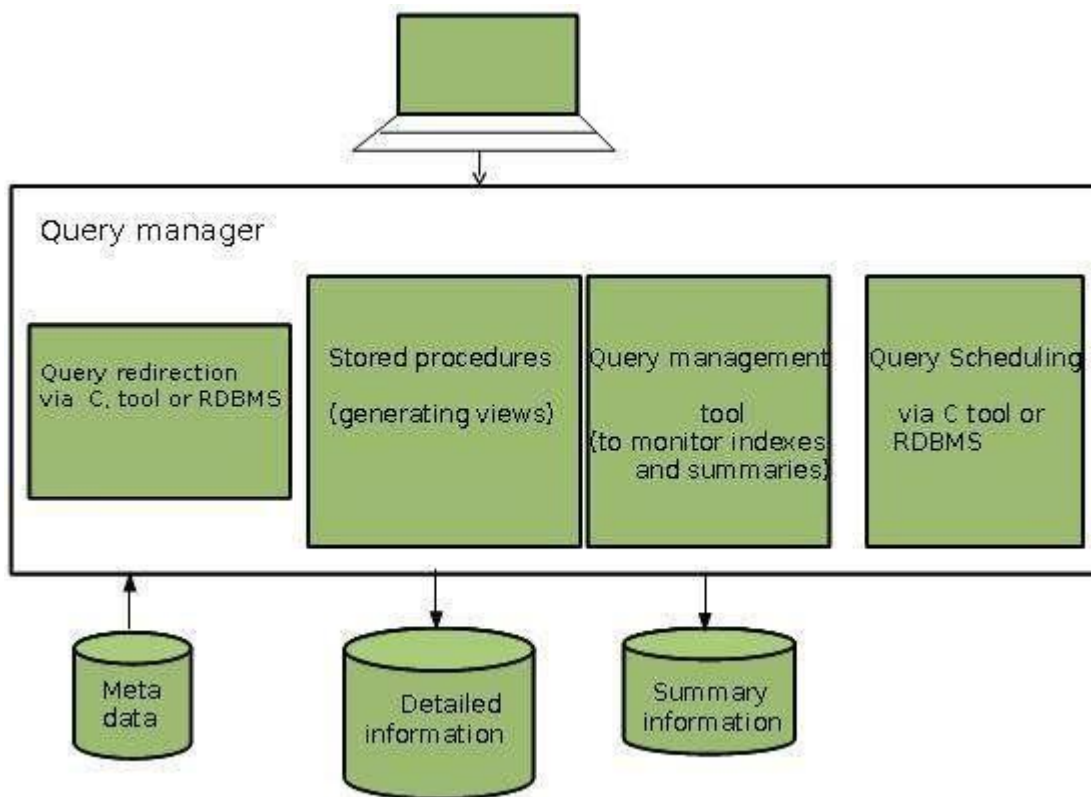 Query manager
Query redirection
via C, tool or RDBMS
Stored procedures
(generating views)
Query management
tool
(to monitor indexes
and summaries)
Query Scheduling
via C tool or
RDBMS
Meta
data
Detailed
information
Summary
information